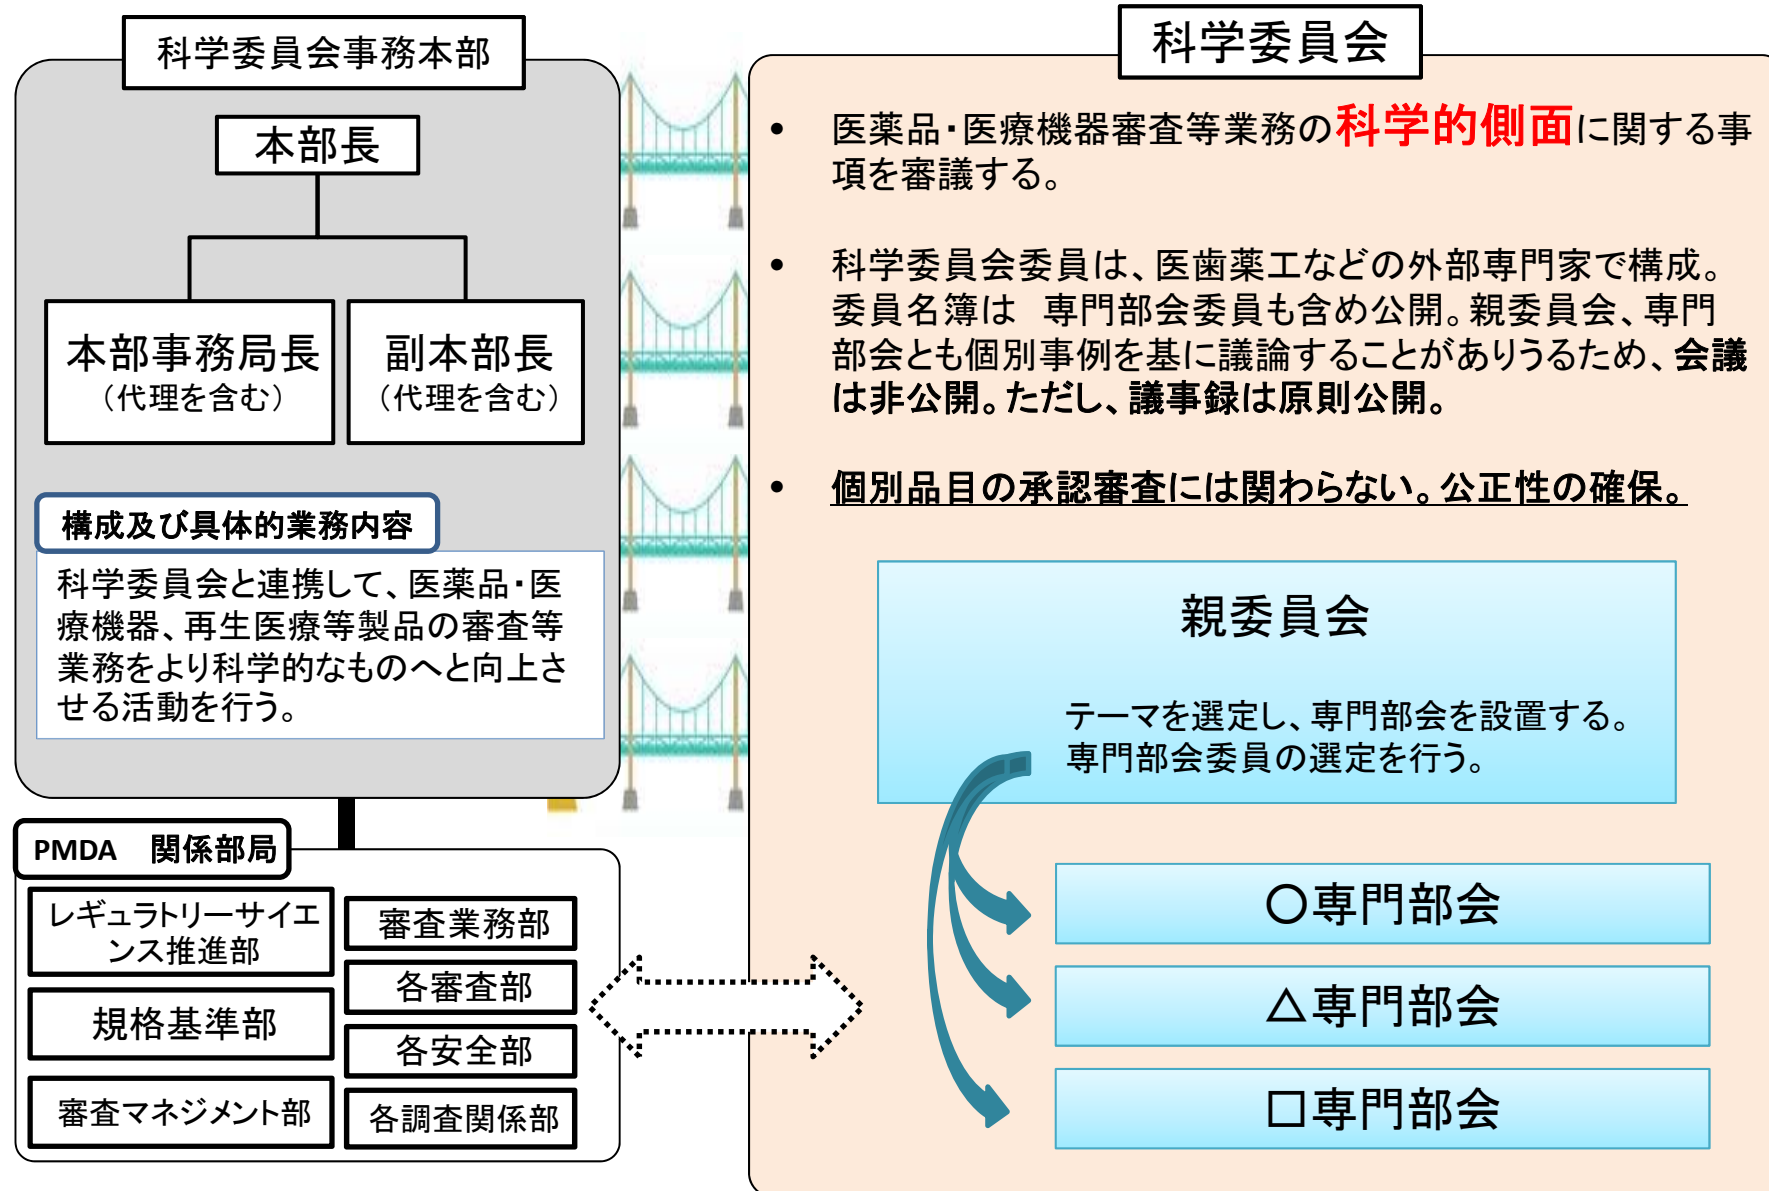 科学委員会事務本部
本部長
本部事務局長
（代理を含む）
副本部長
（代理を含む）
構成及び具体的業務内容
科学委員会と連携して、医薬品・医
療機器、再生医療等製品の審査等
業務をより科学的なものへと向上さ
せる活動を行う。
PMDA　関係部局
レギュラトリーサイエ
ンス推進部
規格基準部
審査マネジメント部
審査業務部
各審査部
各安全部
各調査関係部
科学委員会
• 医薬品・医療機器審査等業務の科学的側面に関する事
項を審議する。
• 科学委員会委員は、医歯薬工などの外部専門家で構成。
委員名簿は　専門部会委員も含め公開。親委員会、専門
部会とも個別事例を基に議論することがありうるため、会議
は非公開。ただし、議事録は原則公開。
• 個別品目の承認審査には関わらない。公正性の確保。
親委員会
テーマを選定し、専門部会を設置する。
専門部会委員の選定を行う。
○専門部会
△専門部会
□専門部会